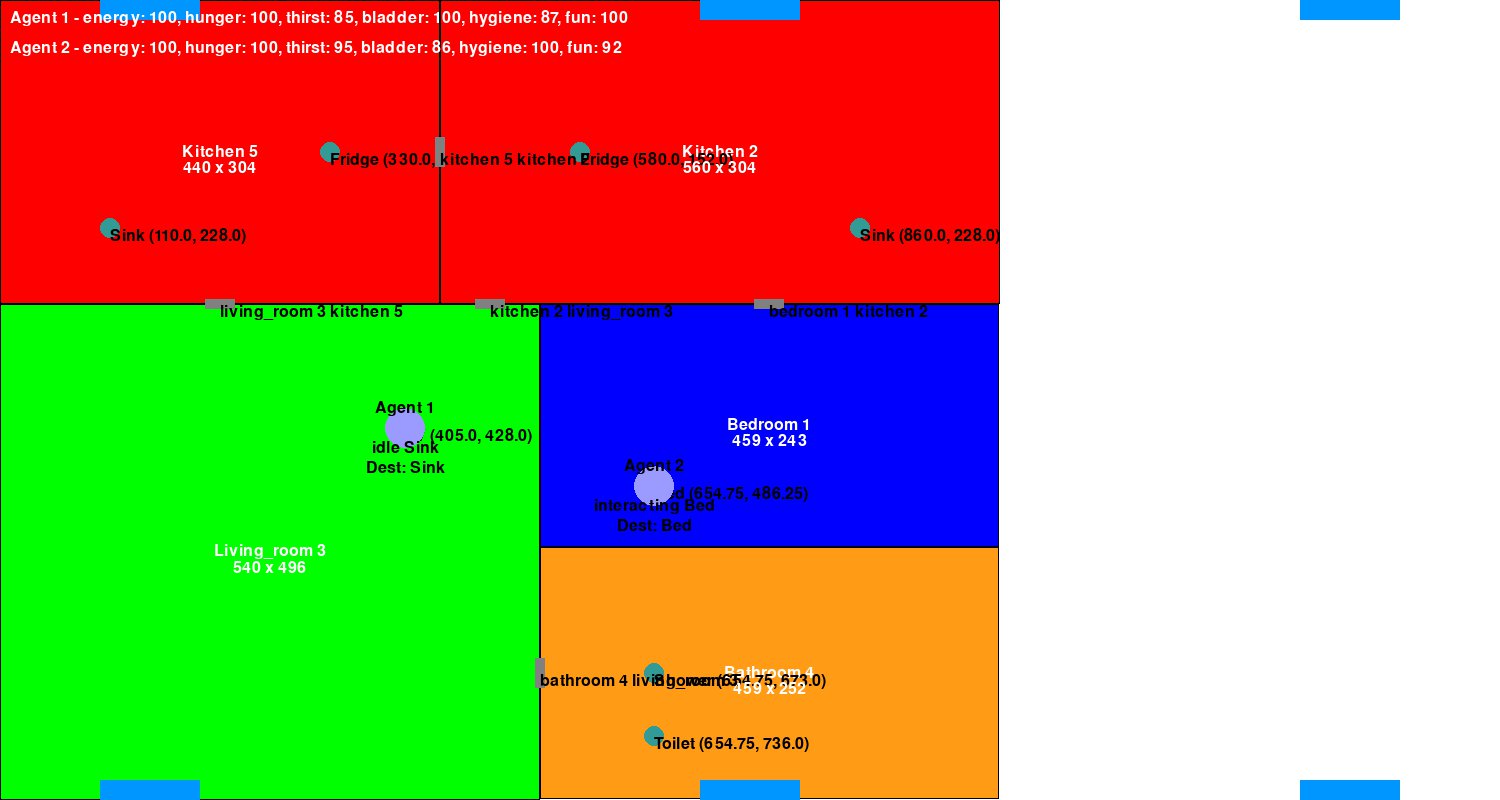 Agent 1 - energy: 100, hunger: 100, thirst: 85, bladder: 100, hygiene: 87, fun: 100
Agent 2 - energy: 100, hunger: 100, thirst: 95, bladder: 86, hygiene: 100, fun: 92
Kitchen 5
440 x 304
Fridge (330.0,
kitchen 5 kitchen 2
Fridge (580.0, 152.0)
Kitchen 2
560 x 304
Sink (110.0, 228.0)
Sink (860.0, 228.0)
living_room 3 kitchen 5
kitchen 2 living_room 3
bedroom 1 kitchen 2
Agent 1
(405.0, 428.0)
idle Sink
Dest: Sink
Bedroom 1
459 x 243
Agent 2
(654.75, 486.25)
interacting Bed
Dest: Bed
Living_room 3
540 x 496
Bathroom 4
459 x 252
bathroom 4 living_room 3
Shower (654.75, 673.0)
Toilet (654.75, 736.0)